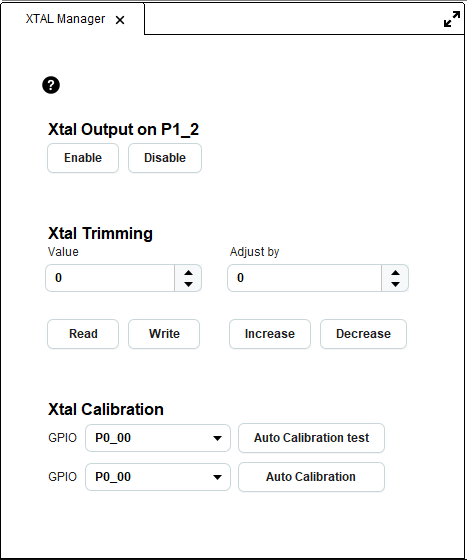 XTAL Manager
?
Xtal Output on P1_2
Enable Disable
Xtal Trimming
Value Adjust by
0 0
Read Write Increase Decrease
Xtal Calibration
GPIO P0_00 Auto Calibration test
GPIO P0_00 Auto Calibration